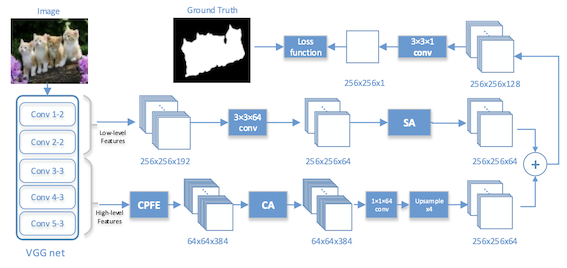 Image
Ground Truth
Loss
function
3×3×1
conv
256x256x1
256x256x128
Conv 1-2
Conv 2-2
Conv 3-3
Conv 4-3
Conv 5-3
VGG net
Low-level
Features
High-level
Features
3×3×64
conv
SA
256x256x192
256x256x64
256x256x64
+
CPFE
CA
1×1×64
conv
Upsample
x4
64x64x384
64x64x384
256x256x64